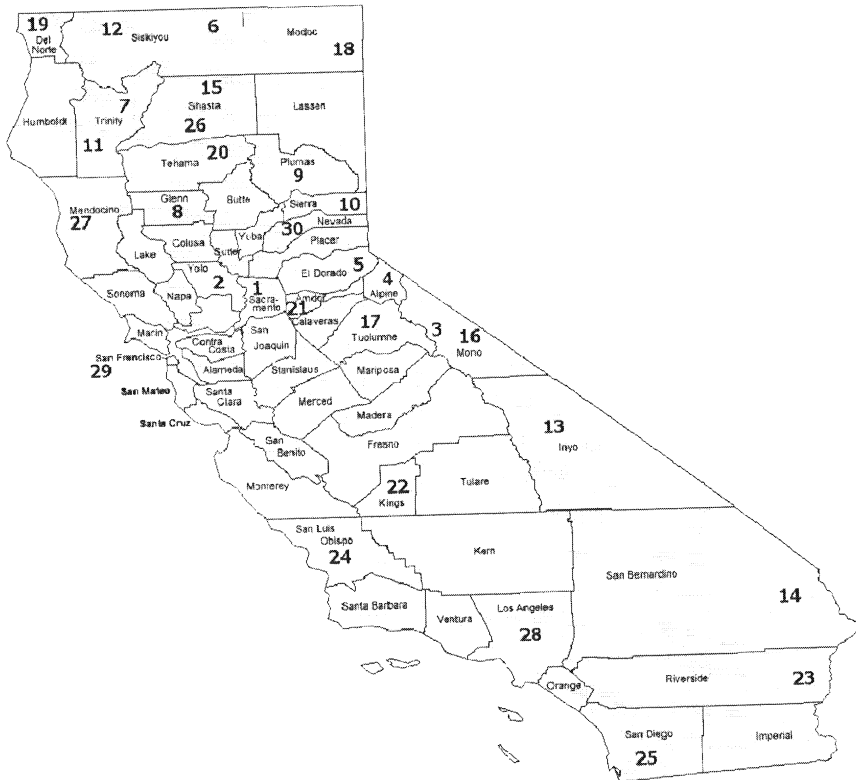 19
Del
Norte
12
Siskiyou
6
Modoc
18
Humboldt
7
Trinity
11
15
Shasta
26
Lassen
Tehama
20
Plumas
9
Mendocino
27
Glenn
8
Butte
Sierra
10
Nevada
30
Placer
Yuba
Colusa
Sutter
Lake
Yolo
2
Sonoma
Napa
1
Sacra-
mento
El Dorado
5
4
Alpine
Amdor
21
Calaveras
17
Tuolumne
3
16
Mono
Marin
Contra
Costa
San
Joaquin
San Francisco
29
Alameda
Stanislaus
Mariposa
San Mateo
Santa
Clara
Merced
Madera
Santa Cruz
San
Benito
Fresno
13
Inyo
Monterey
22
Kings
Tulare
San Luis
Obispo
24
Kern
San Bernardino
14
Santa Barbara
Ventura
Los Angeles
28
Orange
Riverside
23
San Diego
25
Imperial